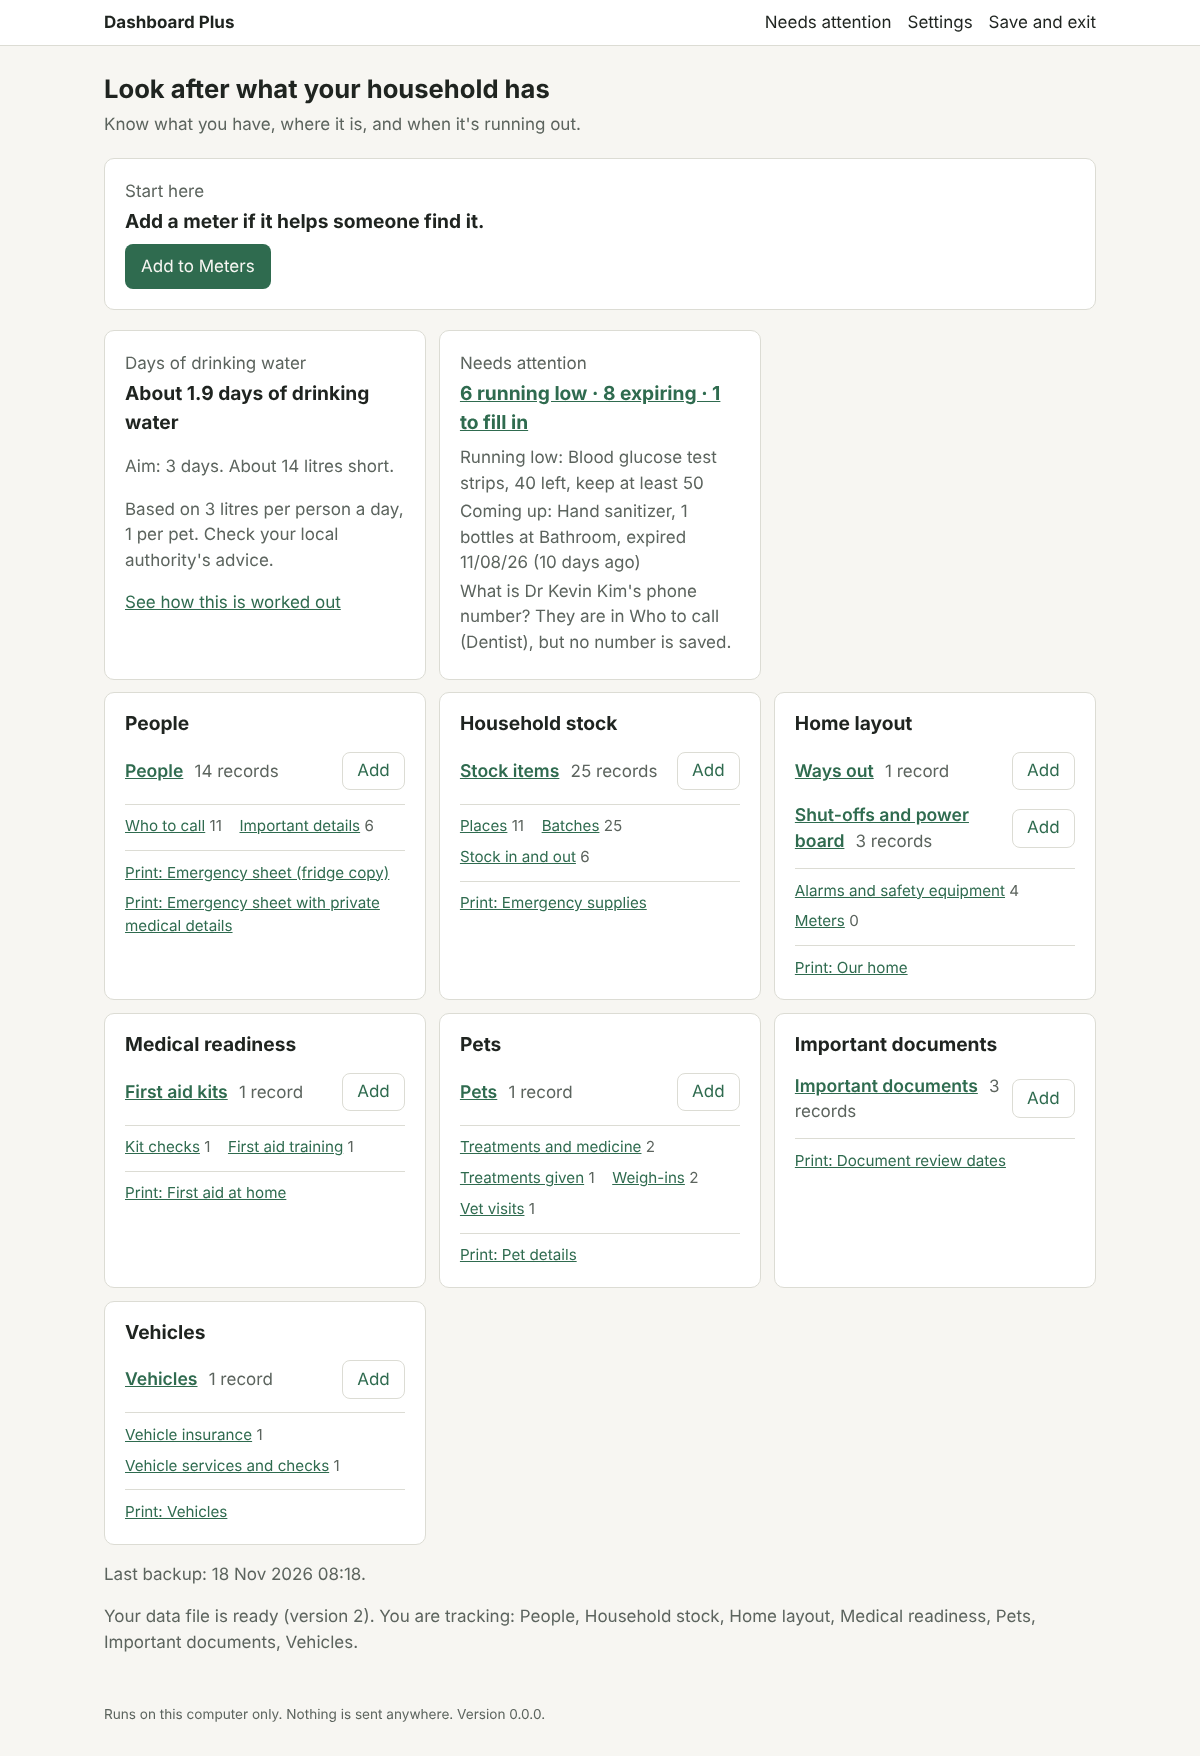 Dashboard Plus
Needs attention Settings Save and exit
Look after what your household has
Know what you have, where it is, and when it's running out.
Start here
Add a meter if it helps someone find it.
Add to Meters
Days of drinking water
About 1.9 days of drinking
water
Aim: 3 days. About 14 litres short.
Based on 3 litres per person a day,
1 per pet. Check your local
authority's advice.
See how this is worked out
Needs attention
6 running low · 8 expiring · 1
to fill in
Running low: Blood glucose test
strips, 40 left, keep at least 50
Coming up: Hand sanitizer, 1
bottles at Bathroom, expired
11/08/26 (10 days ago)
What is Dr Kevin Kim's phone
number? They are in Who to call
(Dentist), but no number is saved.
People
People 14 records Add
Who to call 11 Important details 6
Print: Emergency sheet (fridge copy)
Print: Emergency sheet with private
medical details
Household stock
Stock items 25 records Add
Places 11 Batches 25
Stock in and out 6
Print: Emergency supplies
Home layout
Ways out 1 record Add
Shut-offs and power
board 3 records Add
Alarms and safety equipment 4
Meters 0
Print: Our home
Medical readiness
First aid kits 1 record Add
Kit checks 1 First aid training 1
Print: First aid at home
Pets
Pets 1 record Add
Treatments and medicine 2
Treatments given 1 Weigh-ins 2
Vet visits 1
Print: Pet details
Important documents
Important documents 3
records Add
Print: Document review dates
Vehicles
Vehicles 1 record Add
Vehicle insurance 1
Vehicle services and checks 1
Print: Vehicles
Last backup: 18 Nov 2026 08:18.
Your data file is ready (version 2). You are tracking: People, Household stock, Home layout, Medical readiness, Pets,
Important documents, Vehicles.
Runs on this computer only. Nothing is sent anywhere. Version 0.0.0.